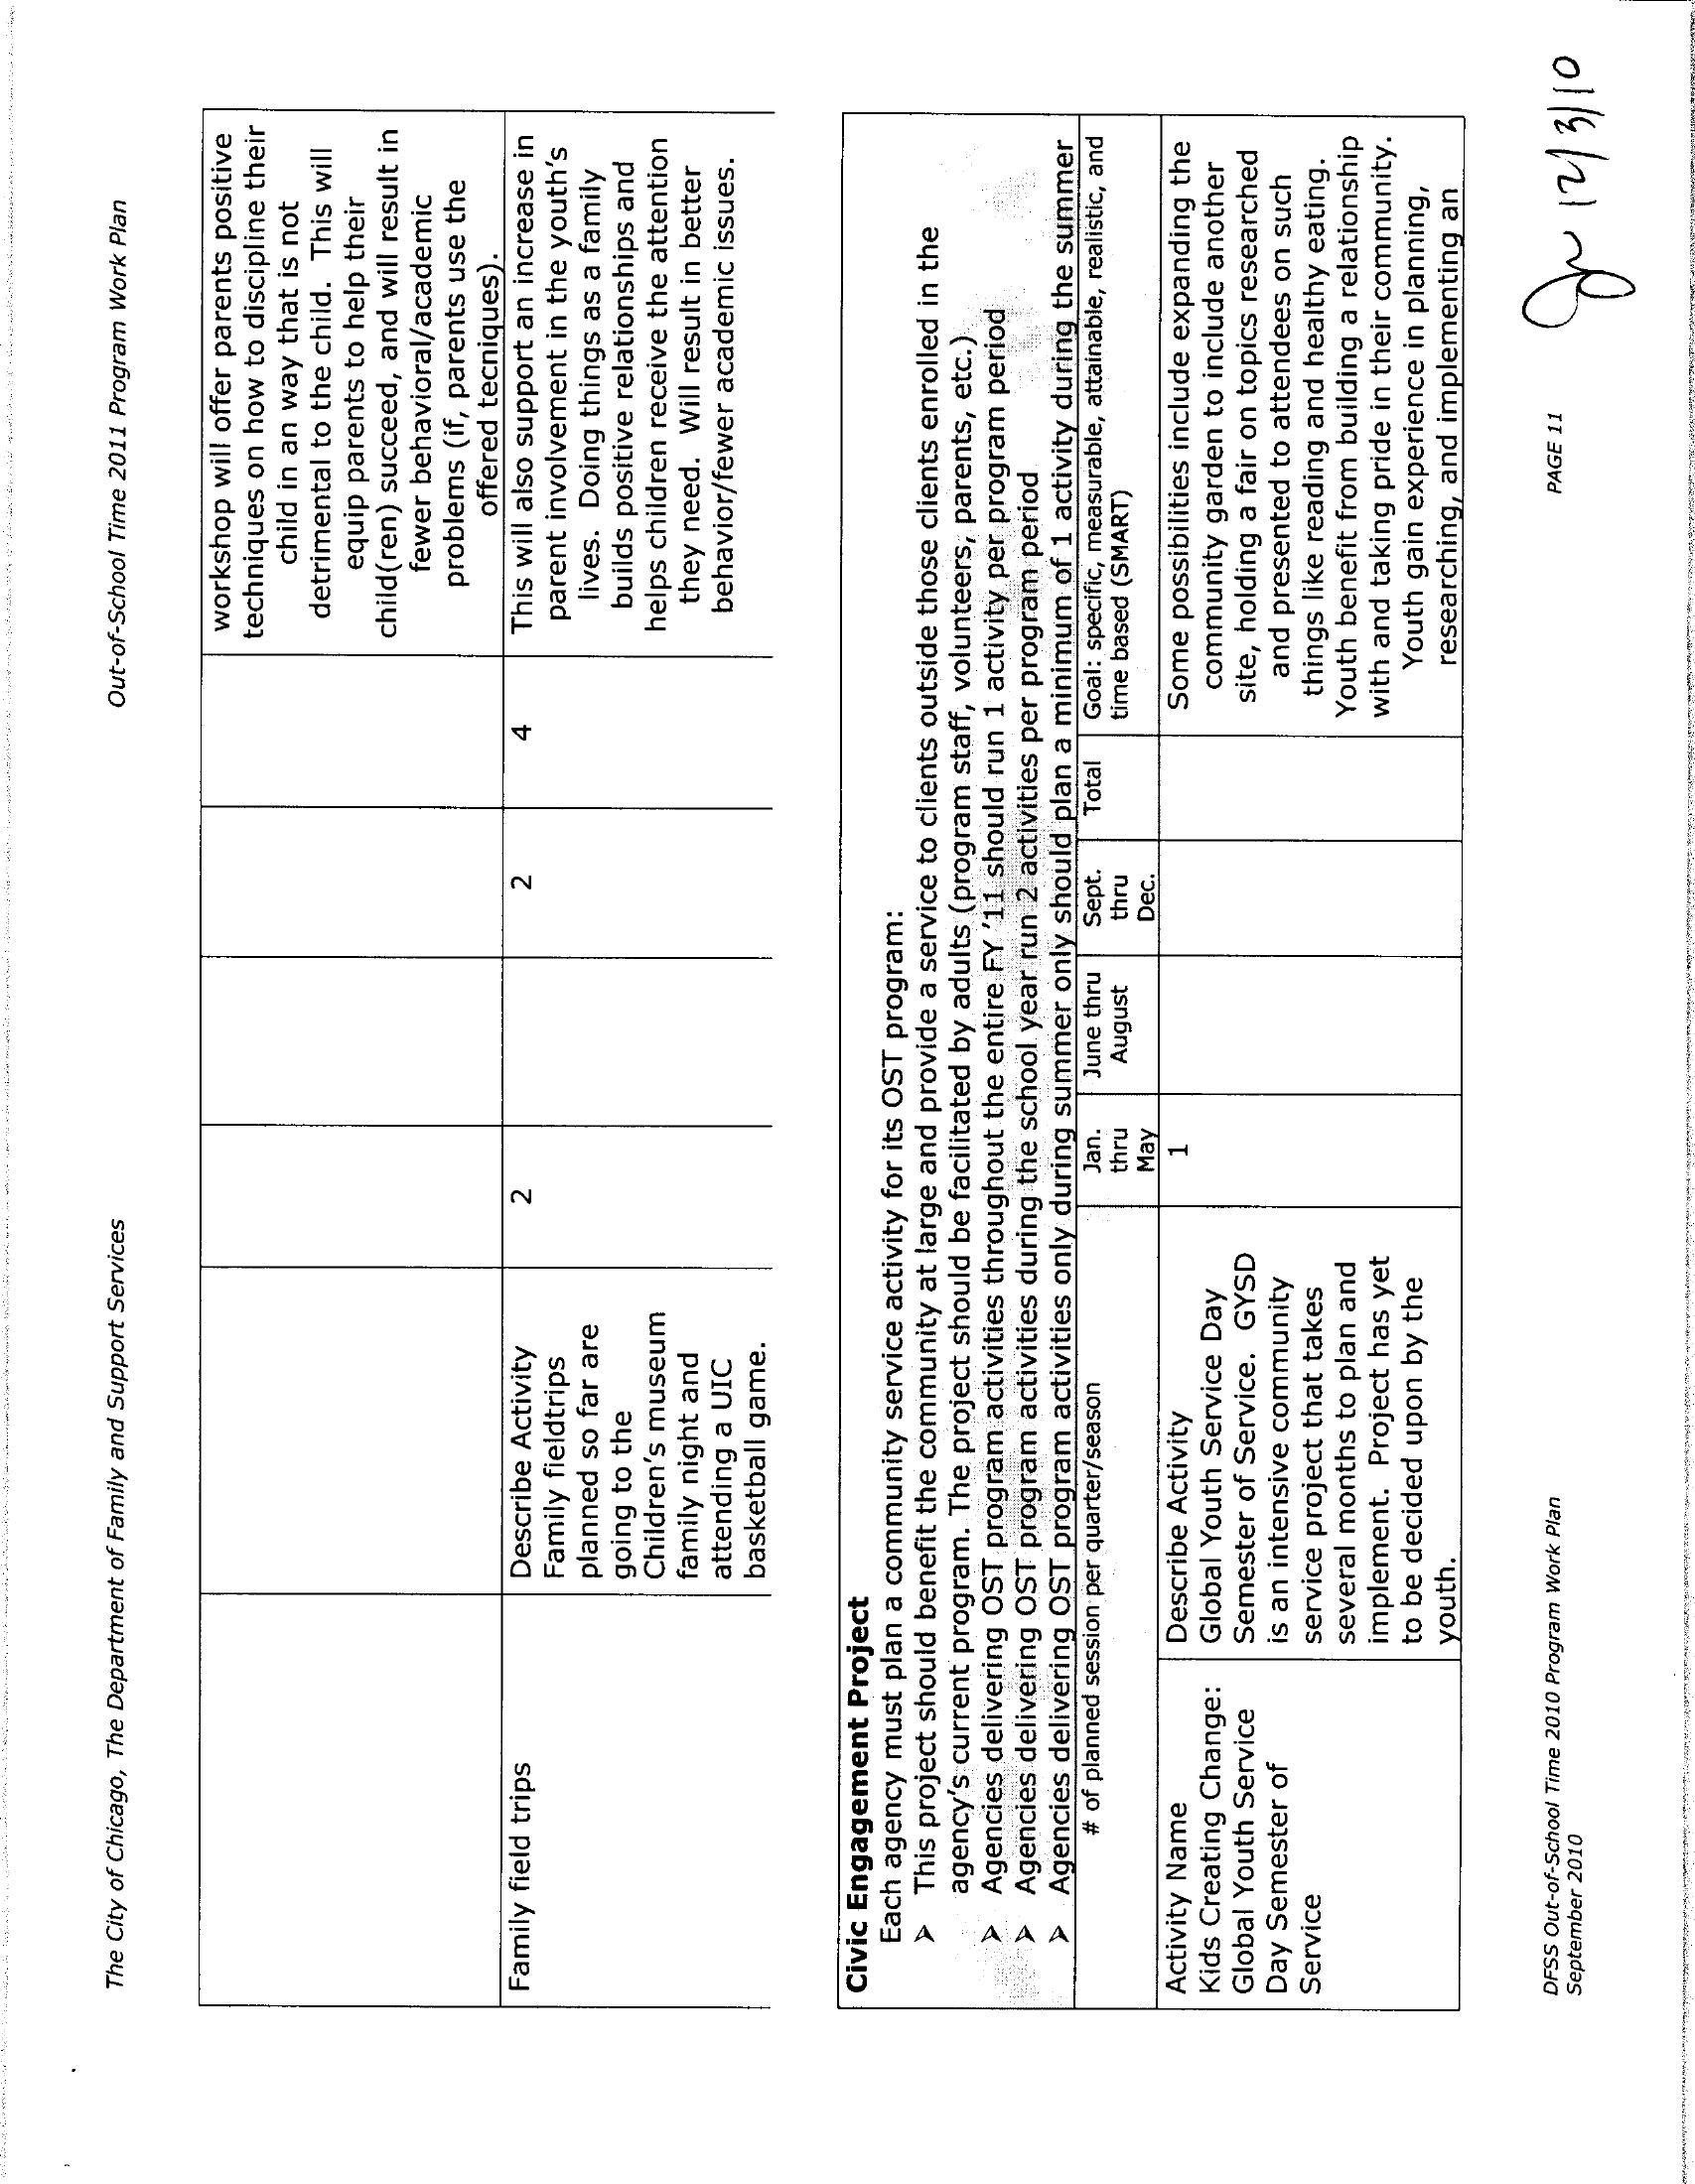 The City of Chicago, The Department of Family and Support Services
Out-of-School Time 2011 Program Work Plan
workshop will offer parents positive
techniques on how to discipline their
child in an way that is not
detrimental to the child. This will
equip parents to help their
child(ren) succeed, and will result in
fewer behavioral/academic
problems (if, parents use the
offered tecniques).
Family field trips
Describe Activity
Family fieldtrips
planned so far are
going to the
Children's museum
family night and
attending a UIC
basketball game.
2
2
4
This will also support an increase in
parent involvement in the youth's
lives. Doing things as a family
builds positive relationships and
helps children receive the attention
they need. Will result in better
behavior/fewer academic issues.
Civic Engagement Project
Each agency must plan a community service activity for its OST program:
➢ This project should benefit the community at large and provide a service to clients outside those clients enrolled in the
agency's current program. The project should be facilitated by adults (program staff, volunteers, parents, etc.)
➢ Agencies delivering OST program activities throughout the entire FY '11 should run 1 activity per program period
➢ Agencies delivering OST program activities during the school year run 2 activities per program period
➢ Agencies delivering OST program activities only during summer only should plan a minimum of 1 activity during the summer
# of planned session per quarter/season
Jan.
thru
May
June thru
August
Sept.
thru
Dec.
Total
Goal: specific, measurable, attainable, realistic, and
time based (SMART)
Activity Name
Kids Creating Change:
Global Youth Service
Day Semester of
Service
Describe Activity
Global Youth Service Day
Semester of Service. GYSD
is an intensive community
service project that takes
several months to plan and
implement. Project has yet
to be decided upon by the
youth.
1
Some possibilities include expanding the
community garden to include another
site, holding a fair on topics researched
and presented to attendees on such
things like reading and healthy eating.
Youth benefit from building a relationship
with and taking pride in their community.
Youth gain experience in planning,
researching, and implementing an
DFSS Out-of-School Time 2010 Program Work Plan
September 2010
PAGE 11
12/3/10